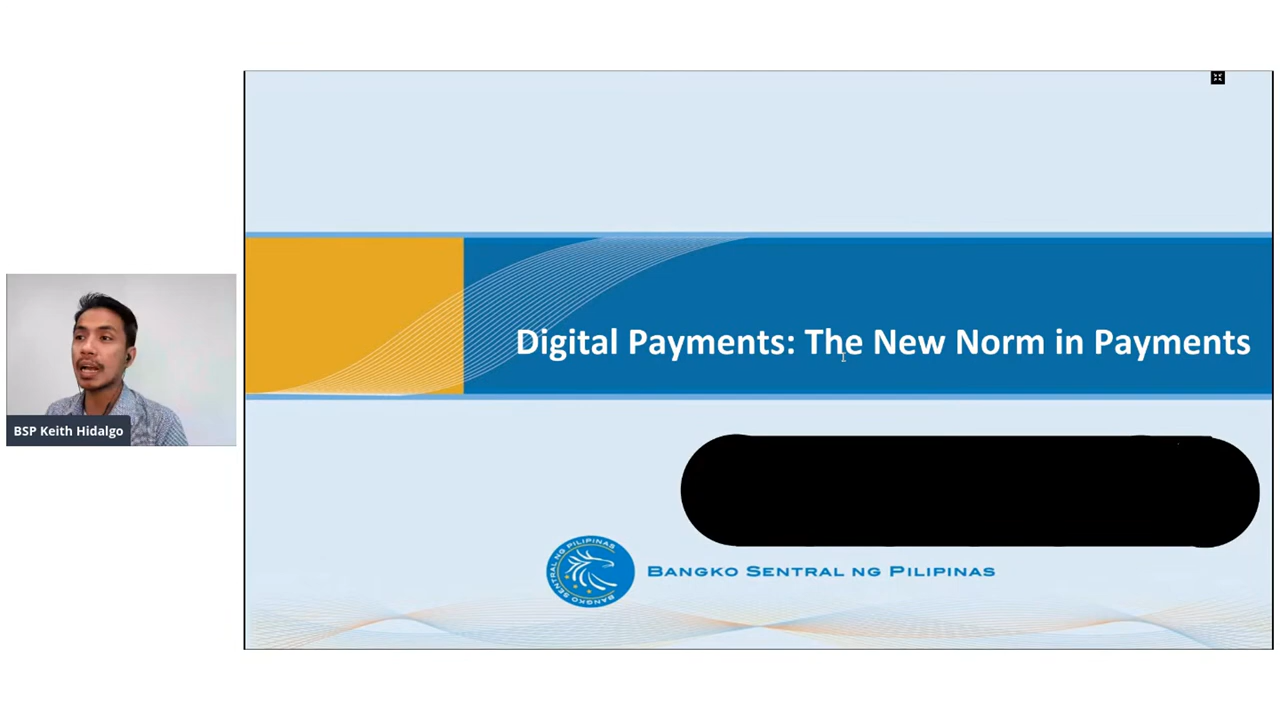 Digital Payments: The New Norm in Payments
BSP Keith Hidalgo
BANGKO SENTRAL NG PILIPINAS
BANGKO SENTRAL NG PILIPINAS